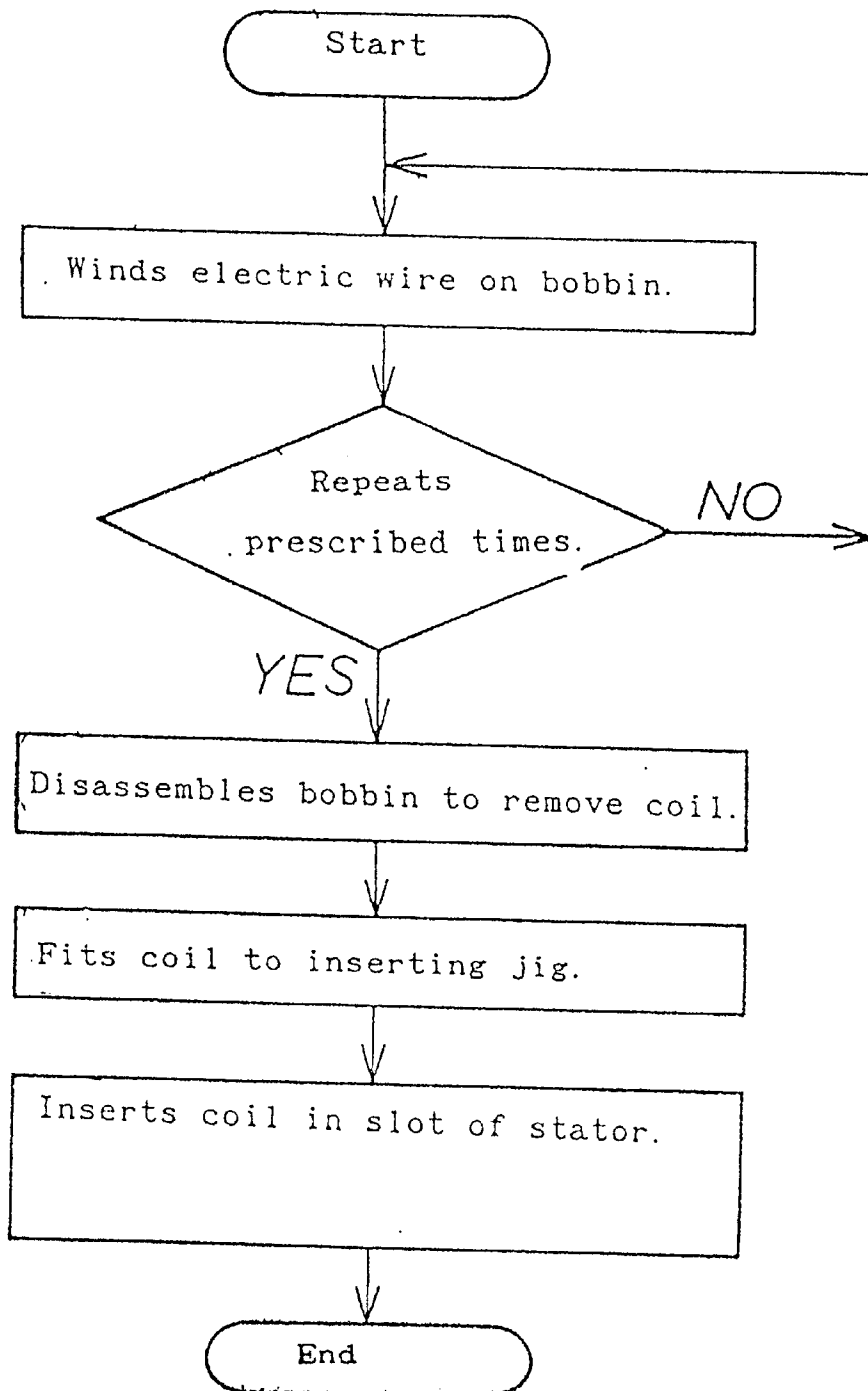 Start
Winds electric wire on bobbin.
Repeats
prescribed times.
NO
YES
Disassembles bobbin to remove coil.
Fits coil to inserting jig.
Inserts coil in slot of stator.
End